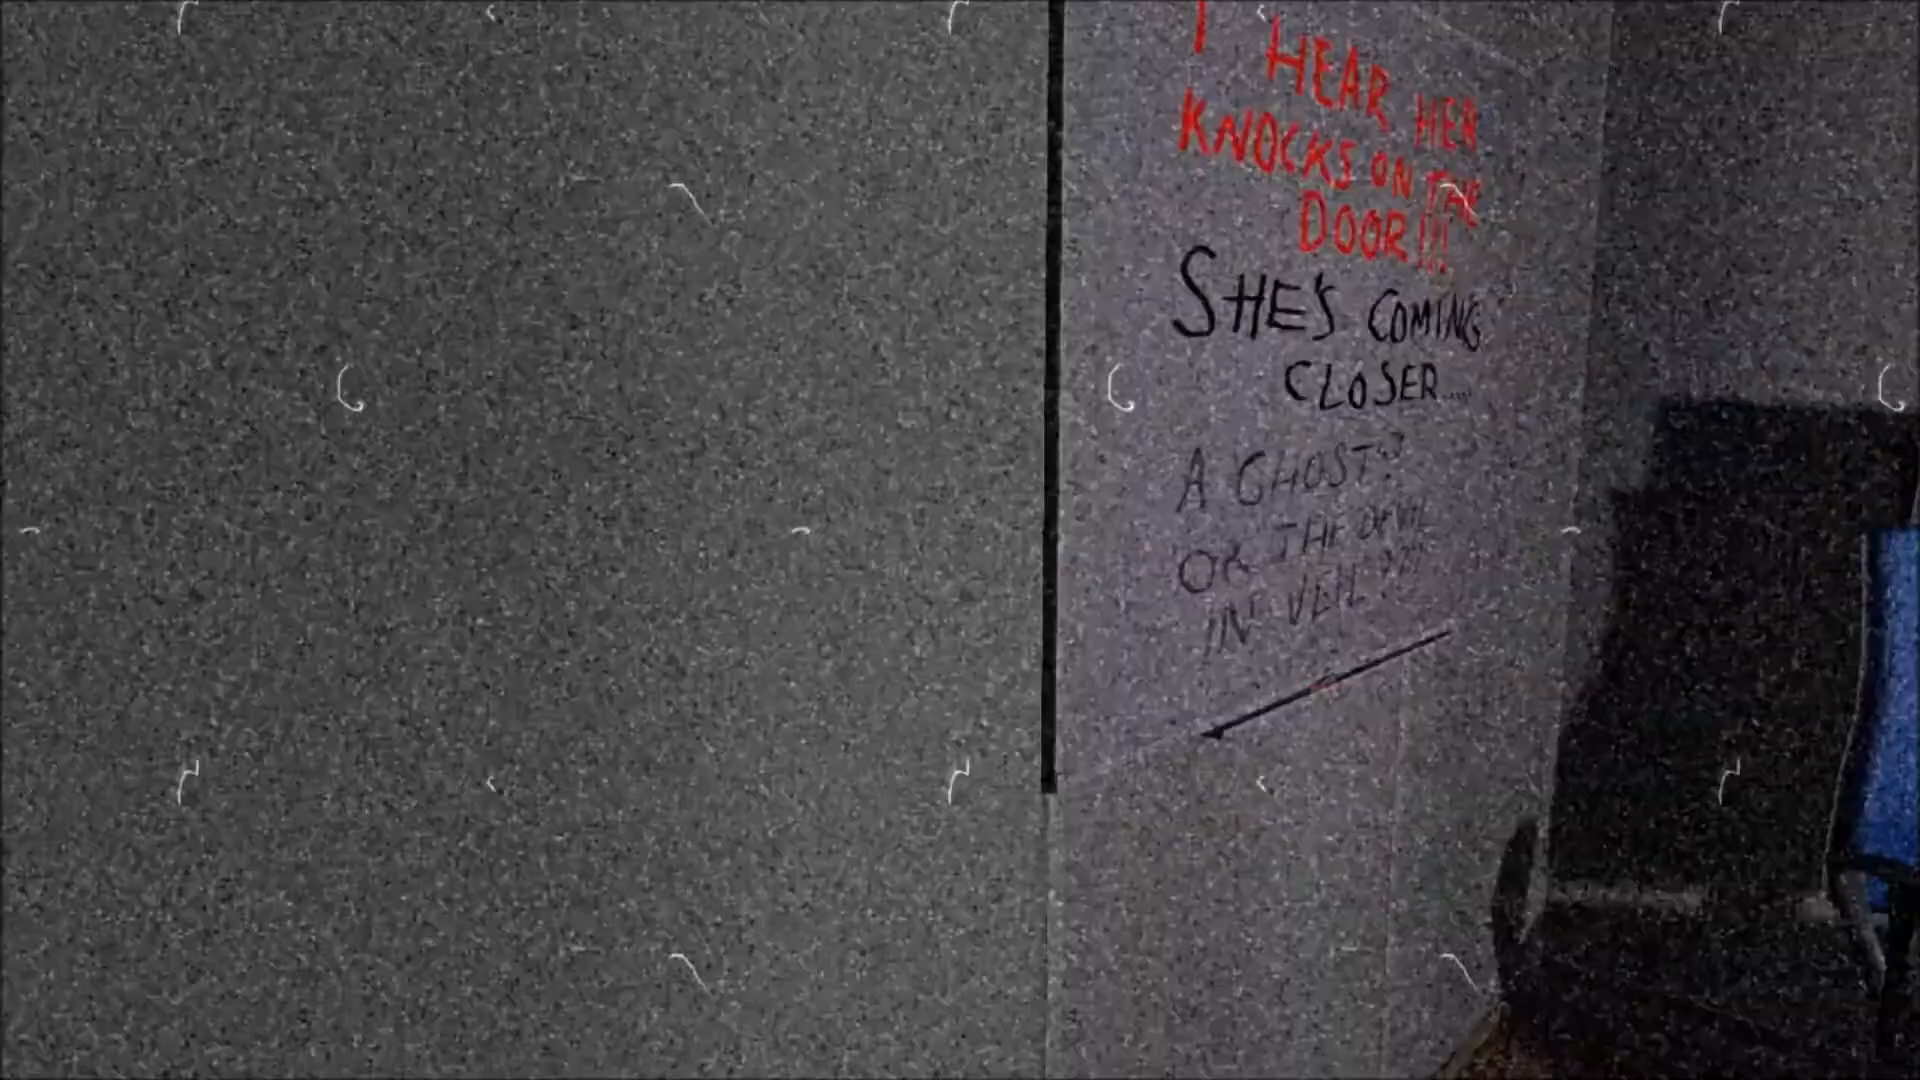 I HEAR HER
KNOCKS ON THE
DOOR!!!
SHE'S COMING
CLOSER....
A GHOST?
OR THE DEVIL
IN VEIL???